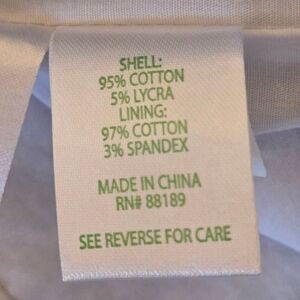 SHELL:
95% COTTON
5% LYCRA
LINING:
97% COTTON
3% SPANDEX
MADE IN CHINA
RN# 88189
SEE REVERSE FOR CARE